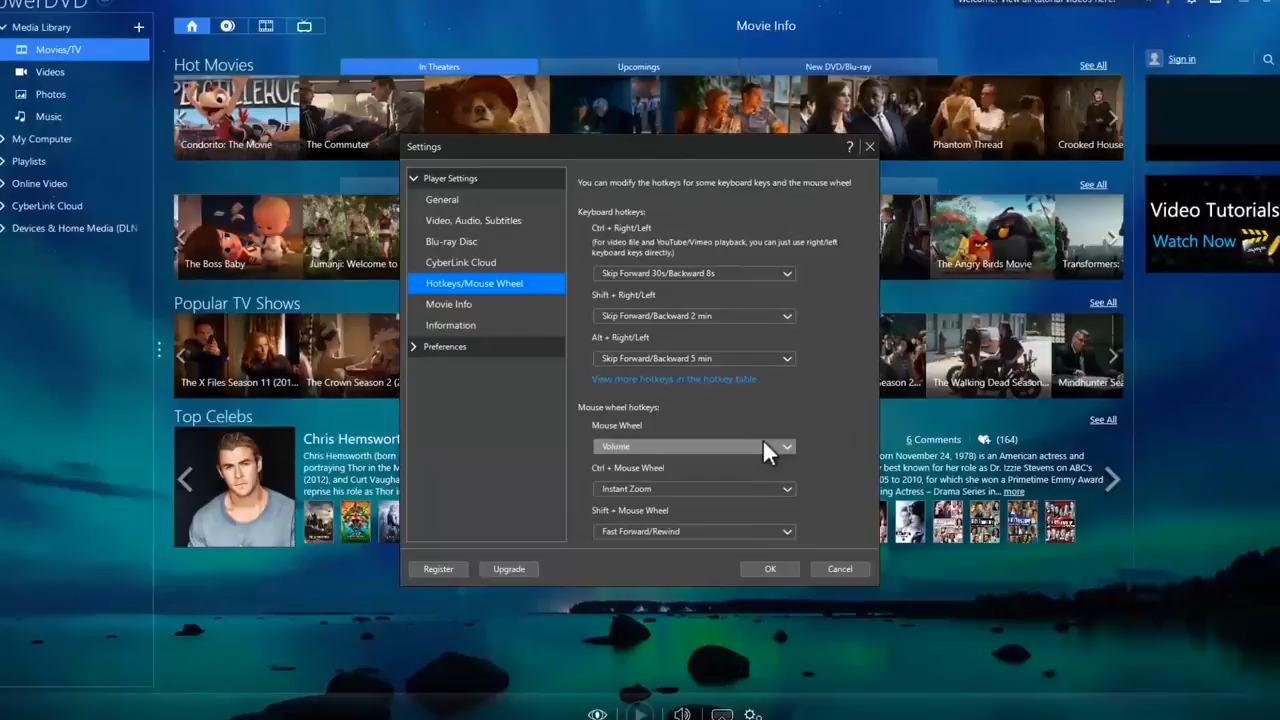 Media Library
Movies/TV
Videos
Photos
Music
My Computer
Playlists
Online Video
CyberLink Cloud
Devices & Home Media (DLN
Movie Info
Sign in
Hot Movies
In Theaters
Upcomings
New DVD/Blu-ray
See All
Condorito: The Movie
The Commuter
Phantom Thread
Crooked House
See All
The Boss Baby
Jumanji: Welcome to
The Angry Birds Movie
Transformers:
Video Tutorials
Watch Now
Popular TV Shows
See All
The X Files Season 11 (201...
The Crown Season 2 (
Season 2...
The Walking Dead Season...
Mindhunter Sea
Top Celebs
See All
Chris Hemsworth
Chris Hemsworth (born
portraying Thor in the M
(2012), and Curt Vaugha
reprise his role as Thor i
6 Comments
(164)
orn November 24, 1978) is an American
best known for her role as Dr. Izzie Stevens on ABC's
05 to 2010, for which she won a Primetime Emmy Award
ng Actress – Drama Series in... more
Settings
?
Player Settings
General
Video, Audio, Subtitles
Blu-ray Disc
CyberLink Cloud
Hotkeys/Mouse Wheel
Movie Info
Information
Preferences
You can modify the hotkeys for some keyboard keys and the mouse wheel
Keyboard hotkeys:
Ctrl + Right/Left
(For video file and YouTube/Vimeo playback, you can just use right/left
keyboard keys directly.)
Skip Forward 30s/Backward 8s
Shift + Right/Left
Skip Forward/Backward 2 min
Alt + Right/Left
Skip Forward/Backward 5 min
View more hotkeys in the hotkey table
Mouse wheel hotkeys:
Mouse Wheel
Volume
Ctrl + Mouse Wheel
Instant Zoom
Shift + Mouse Wheel
Fast Forward/Rewind
Register
Upgrade
OK
Cancel